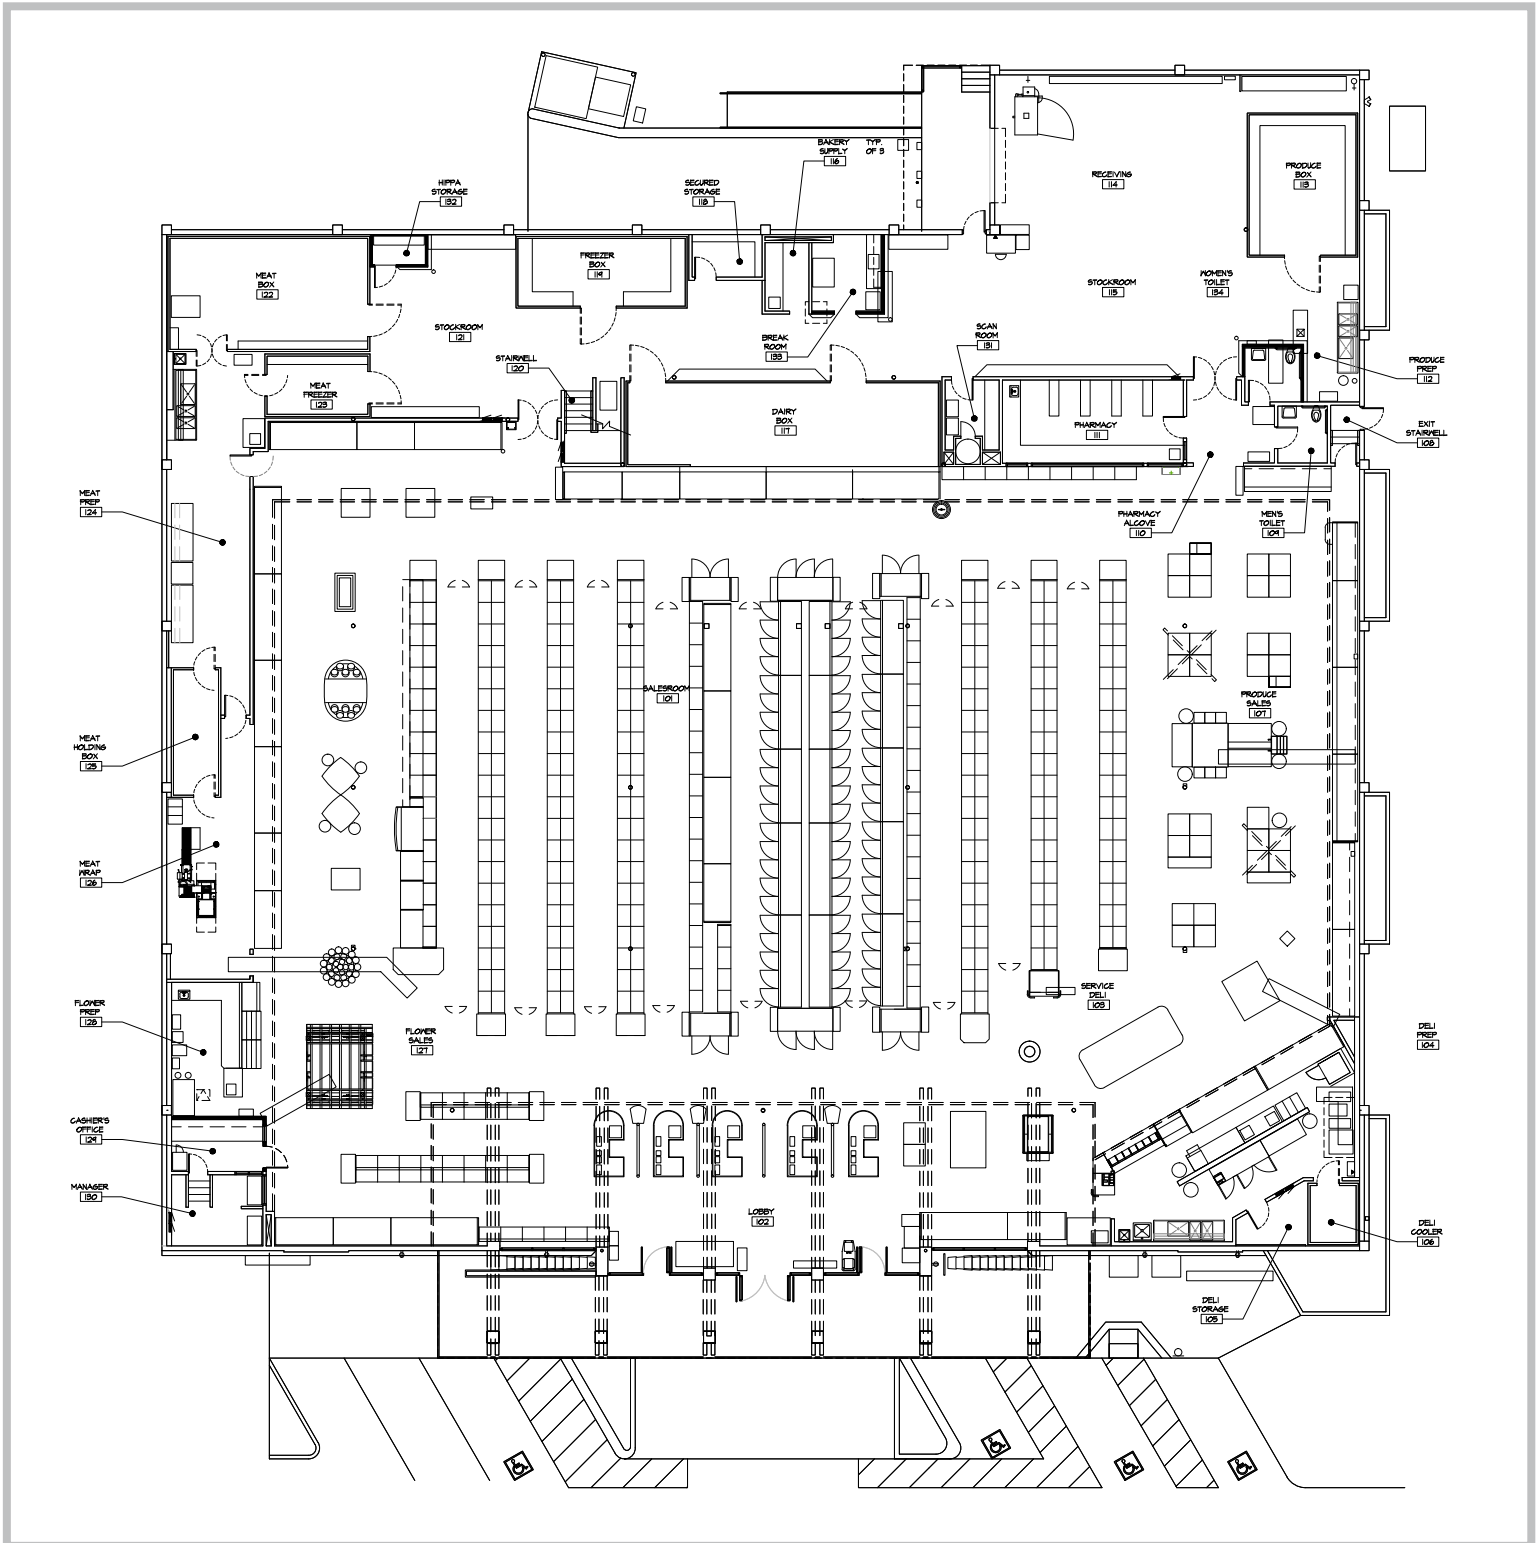 BAKERY
SUPPLY
116
TYP.
OF 3
HIPPA
STORAGE
132
SECURED
STORAGE
118
RECEIVING
114
PRODUCE
BOX
113
MEAT
BOX
122
FREEZER
BOX
119
STOCKROOM
115
WOMEN'S
TOILET
134
STOCKROOM
121
BREAK
ROOM
133
SCAN
ROOM
131
STAIRWELL
120
PRODUCE
PREP
112
MEAT
FREEZER
123
DAIRY
BOX
117
PHARMACY
111
EXIT
STAIRWELL
108
MEAT
PREP
124
PHARMACY
ALCOVE
110
MEN'S
TOILET
109
SALESROOM
101
PRODUCE
SALES
107
MEAT
HOLDING
BOX
125
MEAT
WRAP
126
SERVICE
DELI
103
FLOWER
PREP
128
FLOWER
SALES
127
DELI
PREP
104
CASHIER'S
OFFICE
129
MANAGER
130
LOBBY
102
DELI
COOLER
106
DELI
STORAGE
105